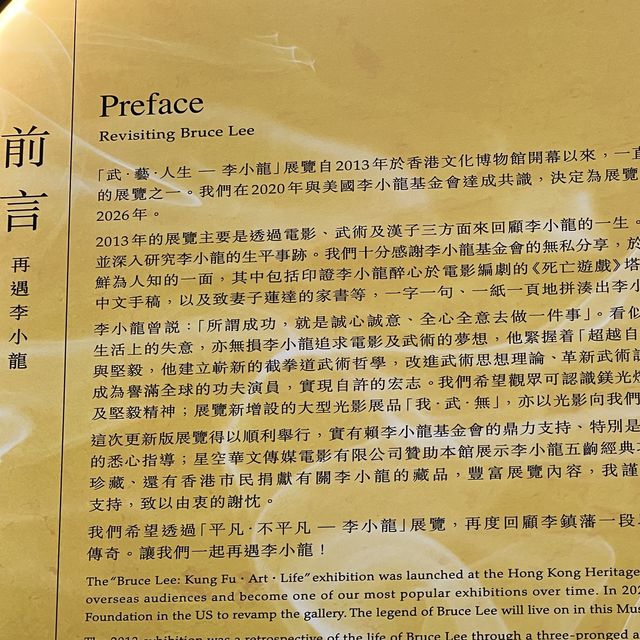 前言
再遇李小龍
Preface
Revisiting Bruce Lee
「武·藝·人生 — 李小龍」展覽自2013年於香港文化博物館開幕以來，一直
的展覽之一。我們在2020年與美國李小龍基金會達成共識，決定為展覽
2026年。
2013年的展覽主要是透過電影、武術及漢子三方面來回顧李小龍的一生。
並深入研究李小龍的生平事跡。我們十分感謝李小龍基金會的無私分享，於
鮮為人知的一面，其中包括印證李小龍醉心於電影編劇的《死亡遊戲》塔
中文手稿，以及致妻子蓮達的家書等，一字一句、一紙一頁地拼湊出李小
李小龍曾説：「所謂成功，就是誠心誠意、全心全意去做一件事」。看似
生活上的失意，亦無損李小龍追求電影及武術的夢想，他緊握着「超越自
與堅毅，他建立嶄新的截拳道武術哲學，改進武術思想理論、革新武術訓
成為譽滿全球的功夫演員，實現自許的宏志。我們希望觀眾可認識鎂光燈
及堅毅精神；展覽新增設的大型光影展品「我·武·無」，亦以光影向我們
這次更新版展覽得以順利舉行，實有賴李小龍基金會的鼎力支持、特別是
的悉心指導；星空華文傳媒電影有限公司贊助本館展示李小龍五齣經典
珍藏、還有香港市民捐獻有關李小龍的藏品，豐富展覽內容，我謹
支持，致以由衷的謝忱。
我們希望透過「平凡·不平凡 — 李小龍」展覽，再度回顧李鎮藩一段
傳奇。讓我們一起再遇李小龍！
The "Bruce Lee: Kung Fu · Art · Life" exhibition was launched at the Hong Kong Heritage
overseas audiences and become one of our most popular exhibitions over time. In 202
Foundation in the US to revamp the gallery. The legend of Bruce Lee will live on in this Mus
The 2013 exhibition was a retrospective of the life of Bruce Lee through a three-pronged a